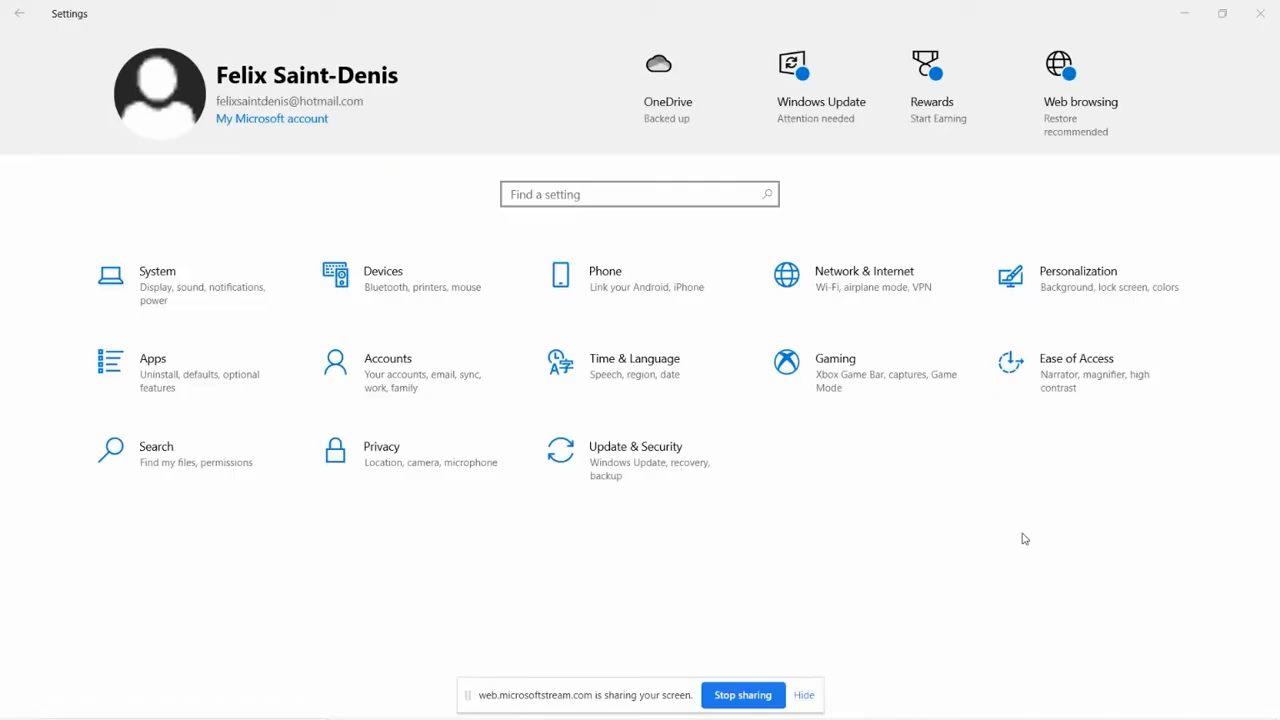 Settings
Felix Saint-Denis
felixsaintdenis@hotmail.com
My Microsoft account
OneDrive
Backed up
Windows Update
Attention needed
Rewards
Start Earning
Web browsing
Restore
recommended
Find a setting
System
Display, sound, notifications,
power
Devices
Bluetooth, printers, mouse
Phone
Link your Android, iPhone
Network & Internet
Wi-Fi, airplane mode, VPN
Personalization
Background, lock screen, colors
Apps
Uninstall, defaults, optional
features
Accounts
Your accounts, email, sync,
work, family
Time & Language
Speech, region, date
Gaming
Xbox Game Bar, captures, Game
Mode
Ease of Access
Narrator, magnifier, high
contrast
Search
Find my files, permissions
Privacy
Location, camera, microphone
Update & Security
Windows Update, recovery,
backup
web.microsoftstream.com is sharing your screen.
Stop sharing
Hide